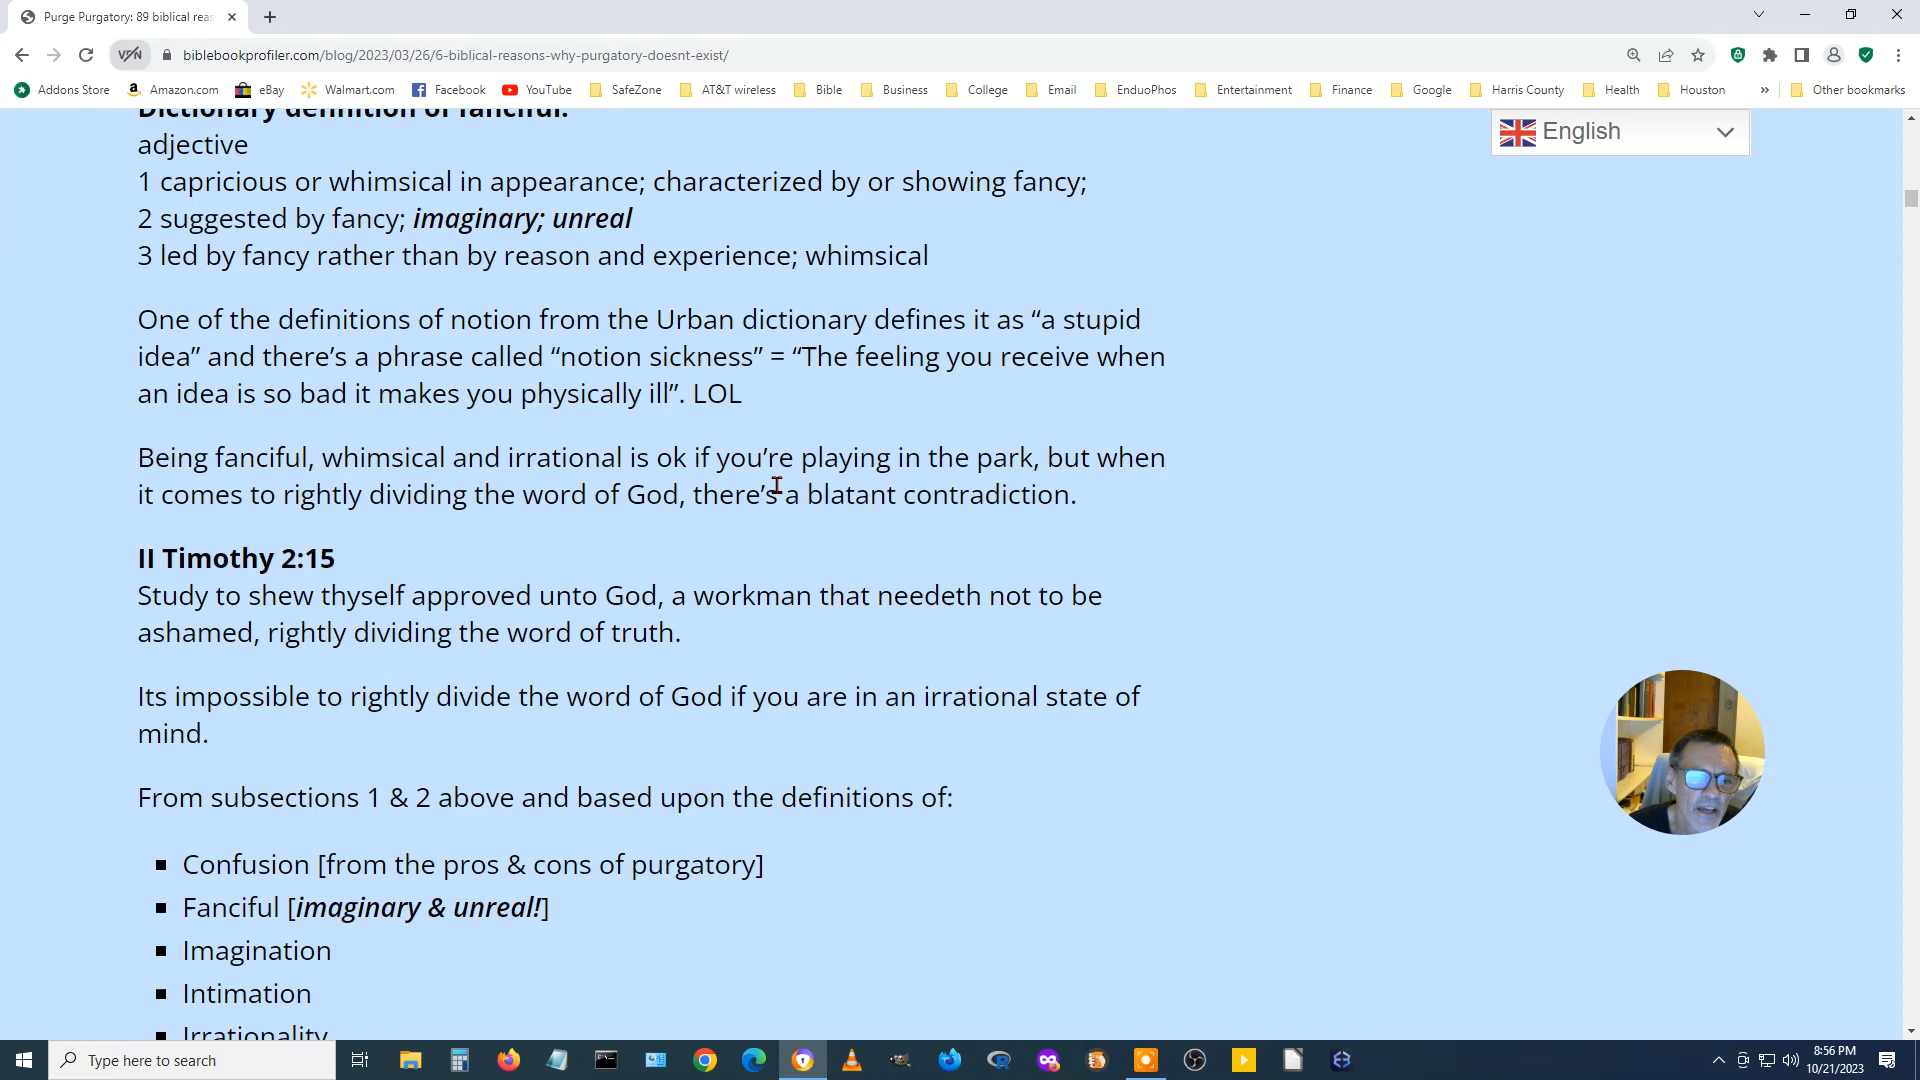 Purge Purgatory: 89 biblical reas
VPN
biblebookprofiler.com/blog/2023/03/26/6-biblical-reasons-why-purgatory-doesnt-exist/
Addons Store Amazon.com eBay Walmart.com Facebook YouTube SafeZone AT&T wireless Bible Business College Email EnduoPhos Entertainment Finance Google Harris County Health Houston » Other bookmarks
English
Dictionary definition of fanciful:
adjective
1 capricious or whimsical in appearance; characterized by or showing fancy;
2 suggested by fancy; imaginary; unreal
3 led by fancy rather than by reason and experience; whimsical
One of the definitions of notion from the Urban dictionary defines it as “a stupid
idea” and there’s a phrase called “notion sickness” = “The feeling you receive when
an idea is so bad it makes you physically ill”. LOL
Being fanciful, whimsical and irrational is ok if you’re playing in the park, but when
it comes to rightly dividing the word of God, there’s a blatant contradiction.
II Timothy 2:15
Study to shew thyself approved unto God, a workman that needeth not to be
ashamed, rightly dividing the word of truth.
Its impossible to rightly divide the word of God if you are in an irrational state of
mind.
From subsections 1 & 2 above and based upon the definitions of:
Confusion [from the pros & cons of purgatory]
Fanciful [imaginary & unreal!]
Imagination
Intimation
Irrationality
Type here to search
8:56 PM
10/21/2023